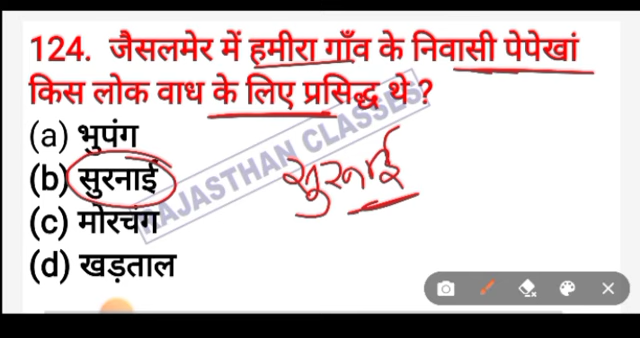 124. जैसलमेर में हमीरा गाँव के निवासी पेपेखां
किस लोक वाध के लिए प्रसिद्ध थे ?
(a) भुपंग
(b) सुरनाई
(c) मोरचंग
(d) खड़ताल
सुरनाई
RAJASTHAN CLASSES